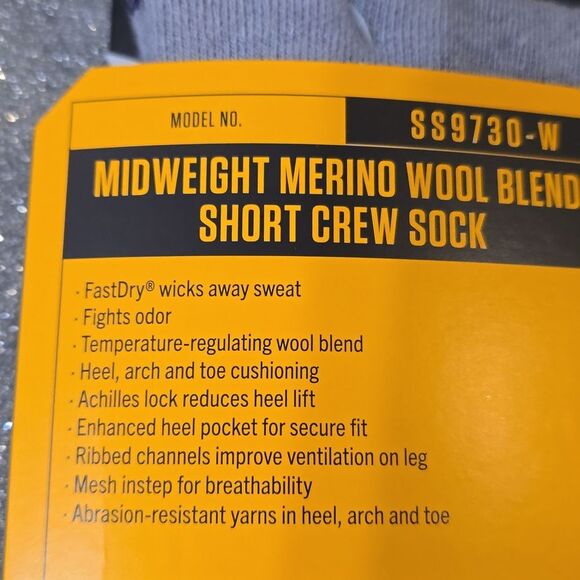 MODEL NO. SS9730-W
MIDWEIGHT MERINO WOOL BLEND
SHORT CREW SOCK
· FastDry® wicks away sweat
· Fights odor
· Temperature-regulating wool blend
· Heel, arch and toe cushioning
· Achilles lock reduces heel lift
· Enhanced heel pocket for secure fit
· Ribbed channels improve ventilation on leg
· Mesh instep for breathability
· Abrasion-resistant yarns in heel, arch and toe